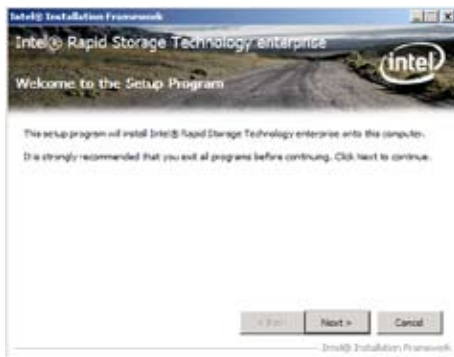 Intel® Installation Framework
Intel® Rapid Storage Technology enterprise
intel
Welcome to the Setup Program
This setup program will install Intel® Rapid Storage Technology enterprise onto this computer.
It is strongly recommended that you exit all programs before continuing. Click Next to continue.
< Back
Next >
Cancel
Intel® Installation Framework